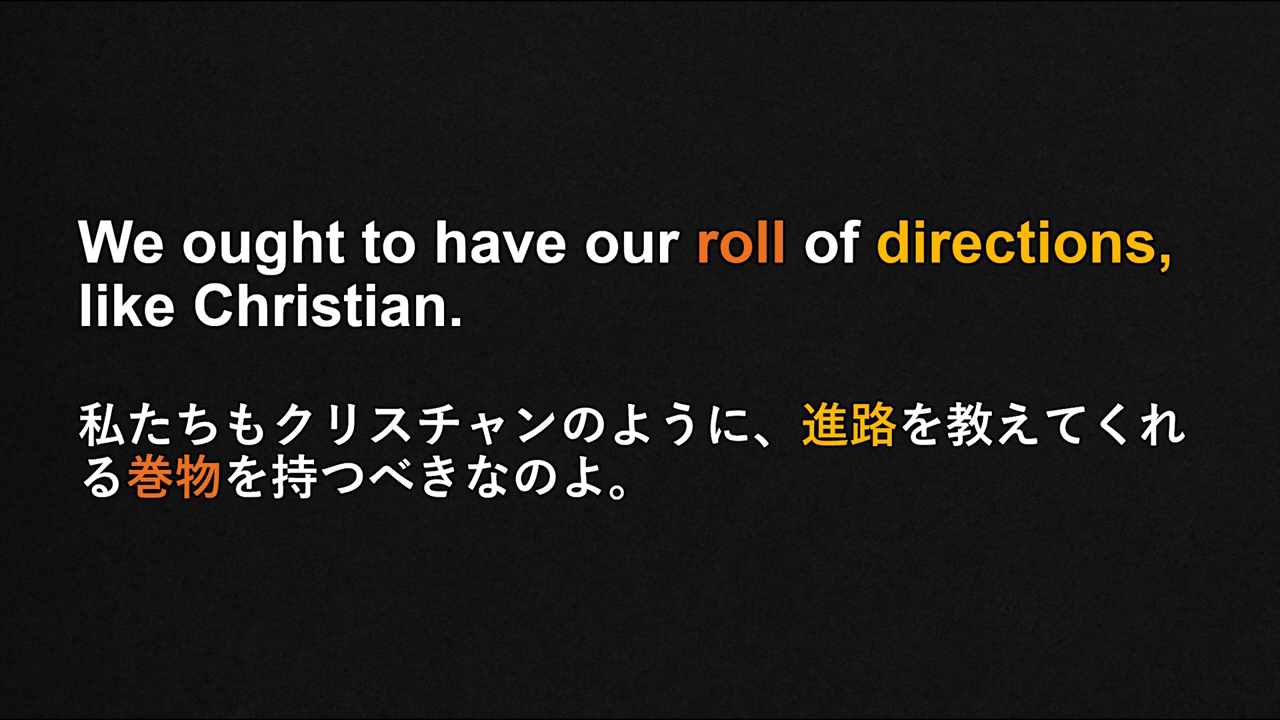 We ought to have our roll of directions,
like Christian.
私たちもクリスチャンのように、進路を教えてくれ
る巻物を持つべきなのよ。